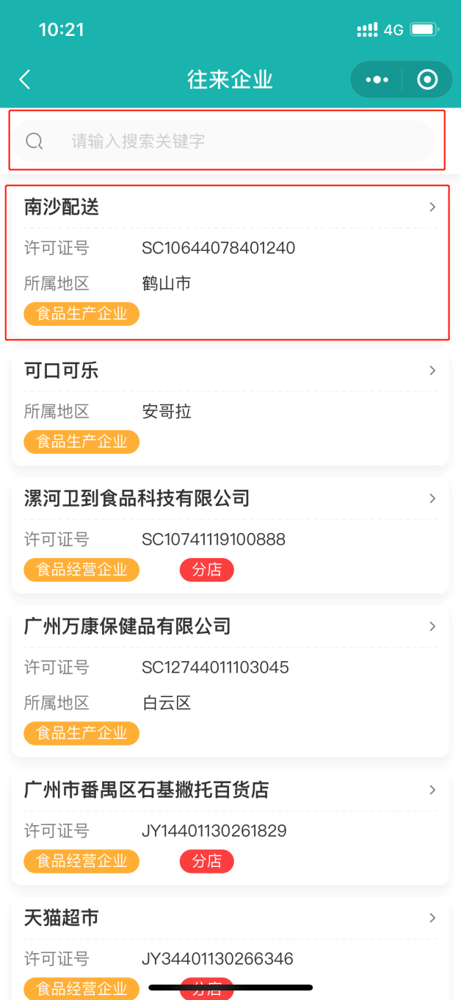 10:21
4G
往来企业
请输入搜索关键字
南沙配送
许可证号 SC10644078401240
所属地区 鹤山市
食品生产企业
可口可乐
所属地区 安哥拉
食品生产企业
漯河卫到食品科技有限公司
许可证号 SC10741119100888
食品经营企业 分店
广州万康保健品有限公司
许可证号 SC12744011103045
所属地区 白云区
食品生产企业
广州市番禺区石基撇托百货店
许可证号 JY14401130261829
食品经营企业 分店
天猫超市
许可证号 JY34401130266346
食品经营企业 分店